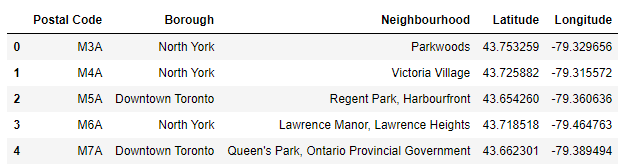 Postal Code Borough Neighbourhood Latitude Longitude
0 M3A North York Parkwoods 43.753259 -79.329656
1 M4A North York Victoria Village 43.725882 -79.315572
2 M5A Downtown Toronto Regent Park, Harbourfront 43.654260 -79.360636
3 M6A North York Lawrence Manor, Lawrence Heights 43.718518 -79.464763
4 M7A Downtown Toronto Queen's Park, Ontario Provincial Government 43.662301 -79.389494